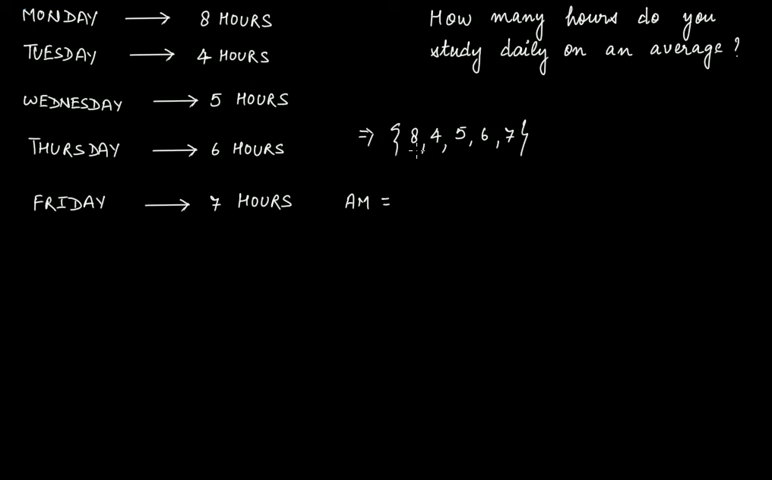 MONDAY → 8 HOURS
TUESDAY → 4 HOURS
WEDNESDAY → 5 HOURS
THURSDAY → 6 HOURS
FRIDAY → 7 HOURS
How many hours do you
study daily on an average?
⇒ {8, 4, 5, 6, 7}
AM =